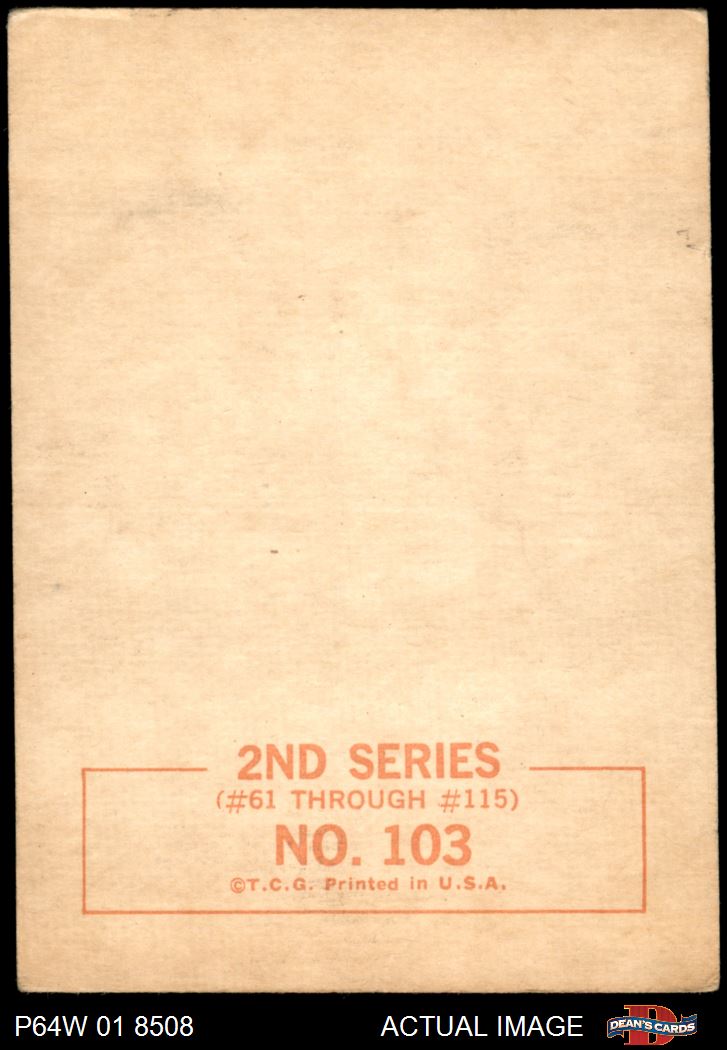 2ND SERIES
(#61 THROUGH #115)
NO. 103
©T.C.G. Printed in U.S.A.
P64W 01 8508 ACTUAL IMAGE D DEAN'S CARDS